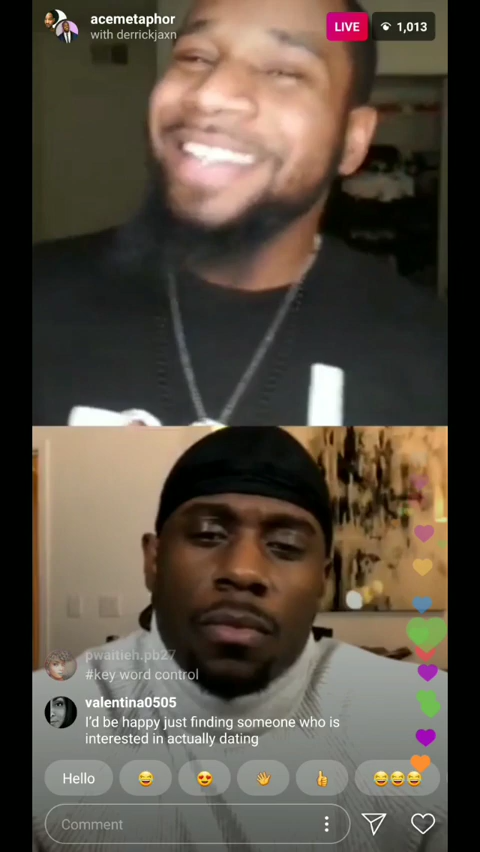 acemetaphor
with derrickjaxn
LIVE
1,013
pwaitieh.pb27
#key word control
valentina0505
I'd be happy just finding someone who is
interested in actually dating
Hello
Comment